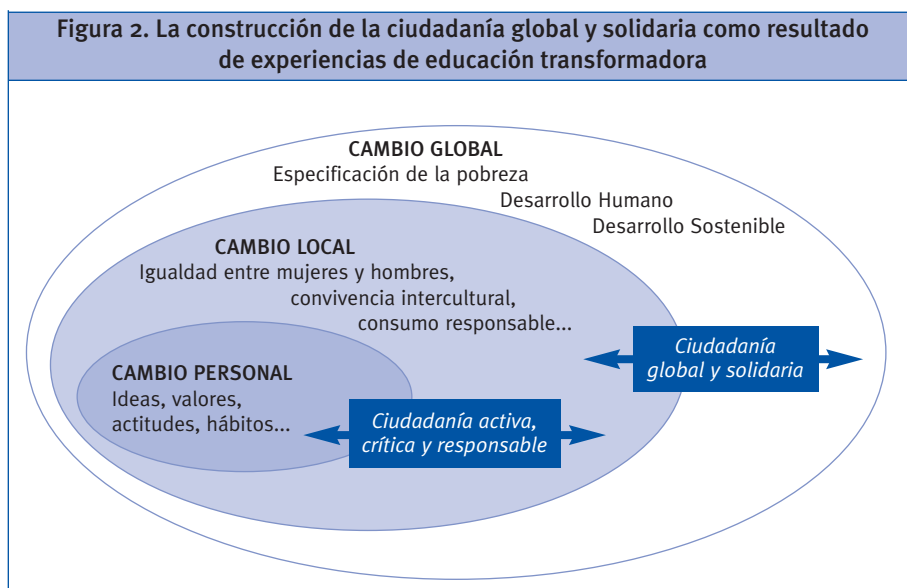 Figura 2. La construcción de la ciudadanía global y solidaria como resultado
de experiencias de educación transformadora
CAMBIO GLOBAL
Especificación de la pobreza
Desarrollo Humano
Desarrollo Sostenible
CAMBIO LOCAL
Igualdad entre mujeres y hombres,
convivencia intercultural,
consumo responsable...
Ciudadanía
global y solidaria
CAMBIO PERSONAL
Ideas, valores,
actitudes, hábitos...
Ciudadanía activa,
crítica y responsable